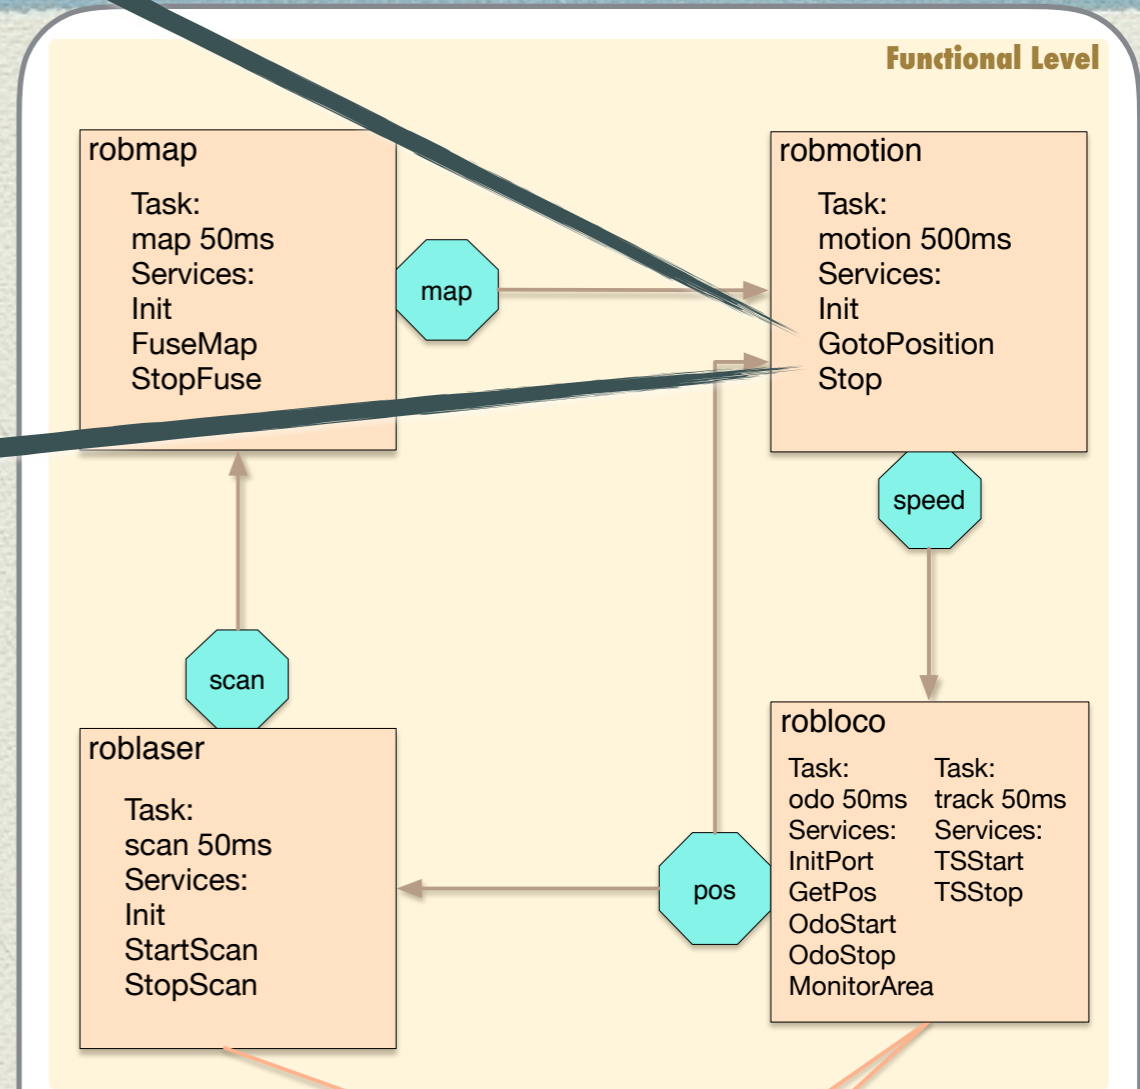 Functional Level
robmap
Task:
map 50ms
Services:
Init
FuseMap
StopFuse
map
robmotion
Task:
motion 500ms
Services:
Init
GotoPosition
Stop
speed
scan
roblaser
Task:
scan 50ms
Services:
Init
StartScan
StopScan
pos
robloco
Task:
odo 50ms
Services:
InitPort
GetPos
OdoStart
OdoStop
MonitorArea
Task:
track 50ms
Services:
TSStart
TSStop